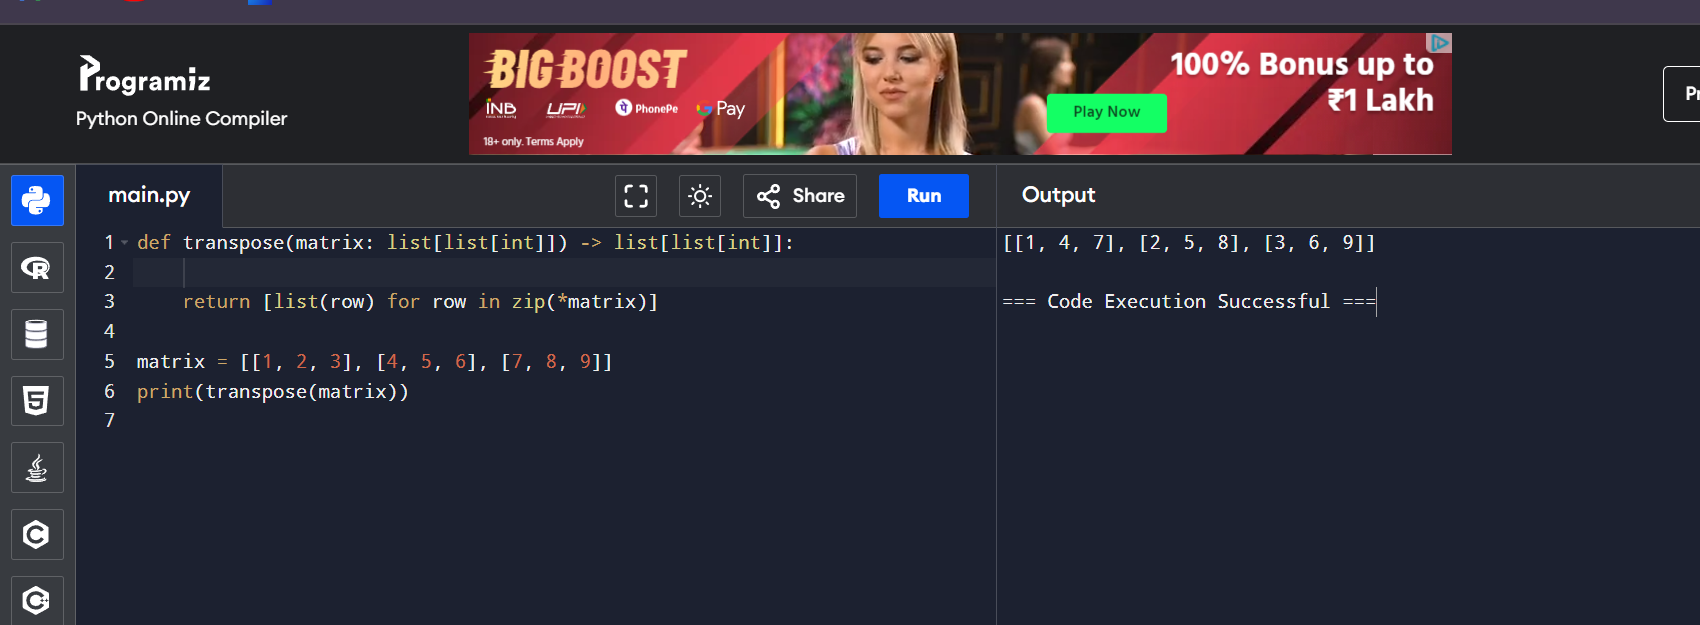 Programiz
Python Online Compiler
BIG BOOST
INB UPI PhonePe G Pay
18+ only. Terms Apply
Play Now
100% Bonus up to
₹1 Lakh
main.py
Share
Run
Output
1 def transpose(matrix: list[list[int]]) -> list[list[int]]:
2
3 return [list(row) for row in zip(*matrix)]
4
5 matrix = [[1, 2, 3], [4, 5, 6], [7, 8, 9]]
6 print(transpose(matrix))
7
[[1, 4, 7], [2, 5, 8], [3, 6, 9]]
=== Code Execution Successful ===